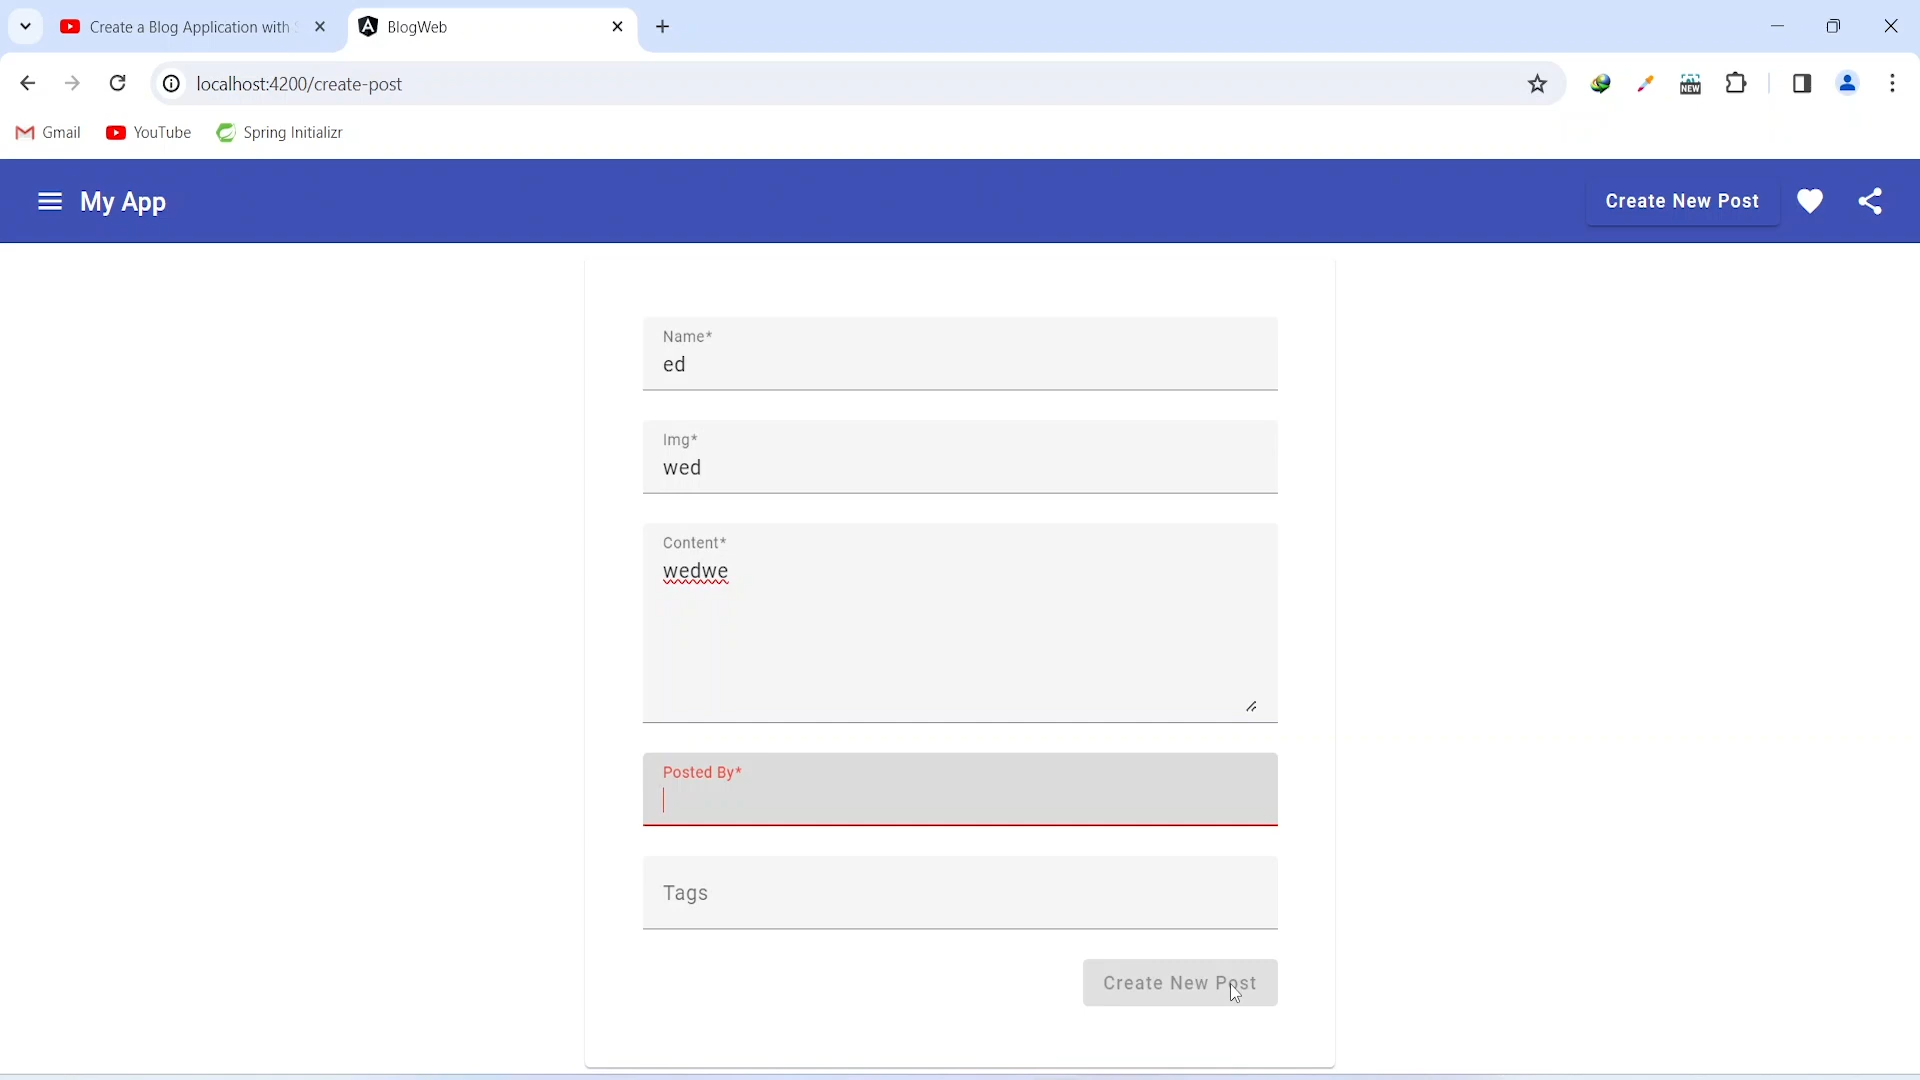 Create a Blog Application with
BlogWeb
localhost:4200/create-post
NEW
Gmail
YouTube
Spring Initializr
My App
Create New Post
Name*
ed
Img*
wed
Content*
wedwe
Posted By*
Tags
Create New Post